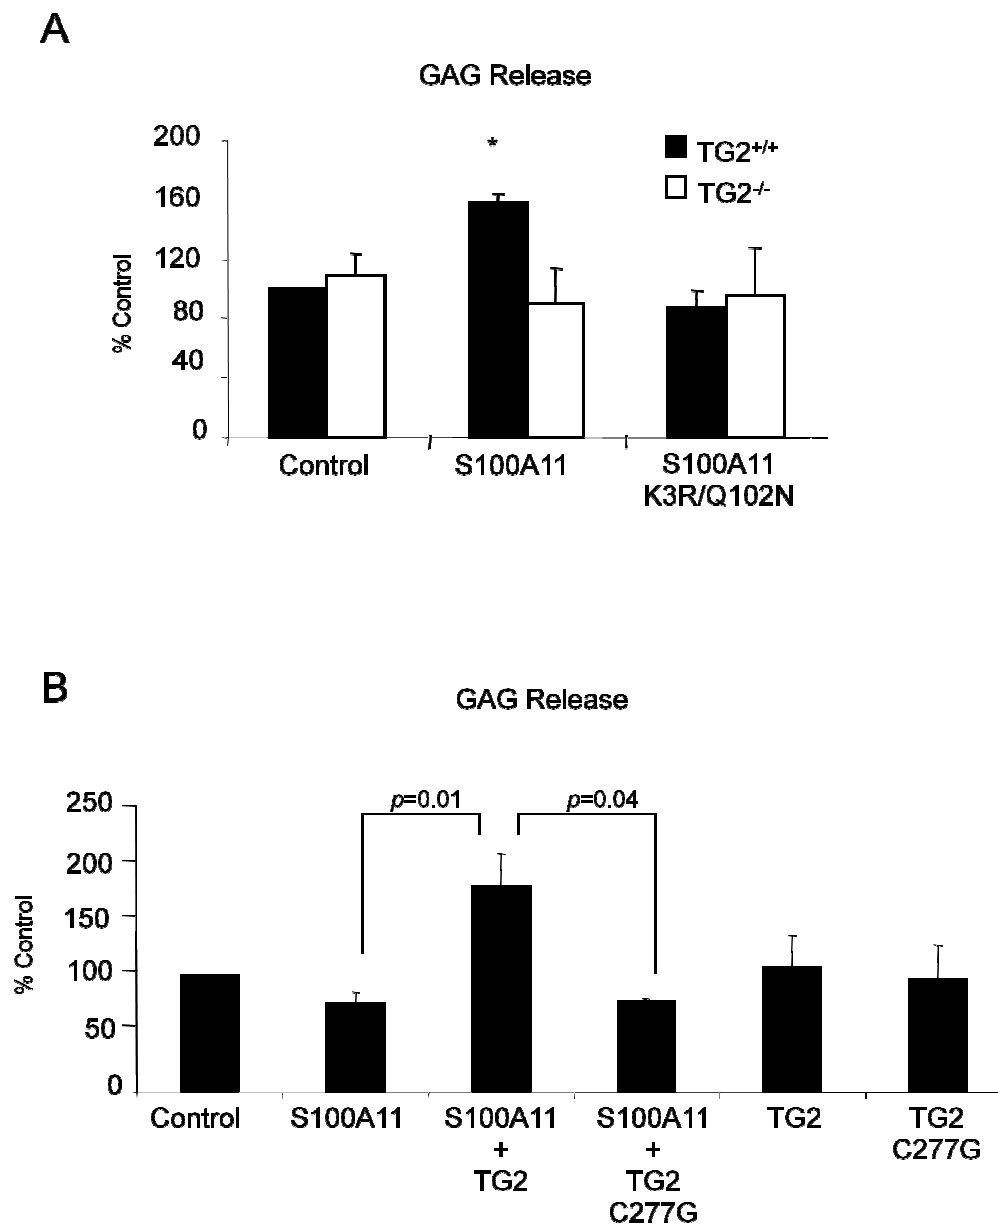 A
GAG Release
200
160
120
80
40
0
% Control
*
TG2+/+
TG2-/-
Control
S100A11
S100A11
K3R/Q102N
B
GAG Release
250
200
150
100
50
0
% Control
p=0.01
p=0.04
Control
S100A11
S100A11
+
TG2
S100A11
+
TG2
C277G
TG2
TG2
C277G